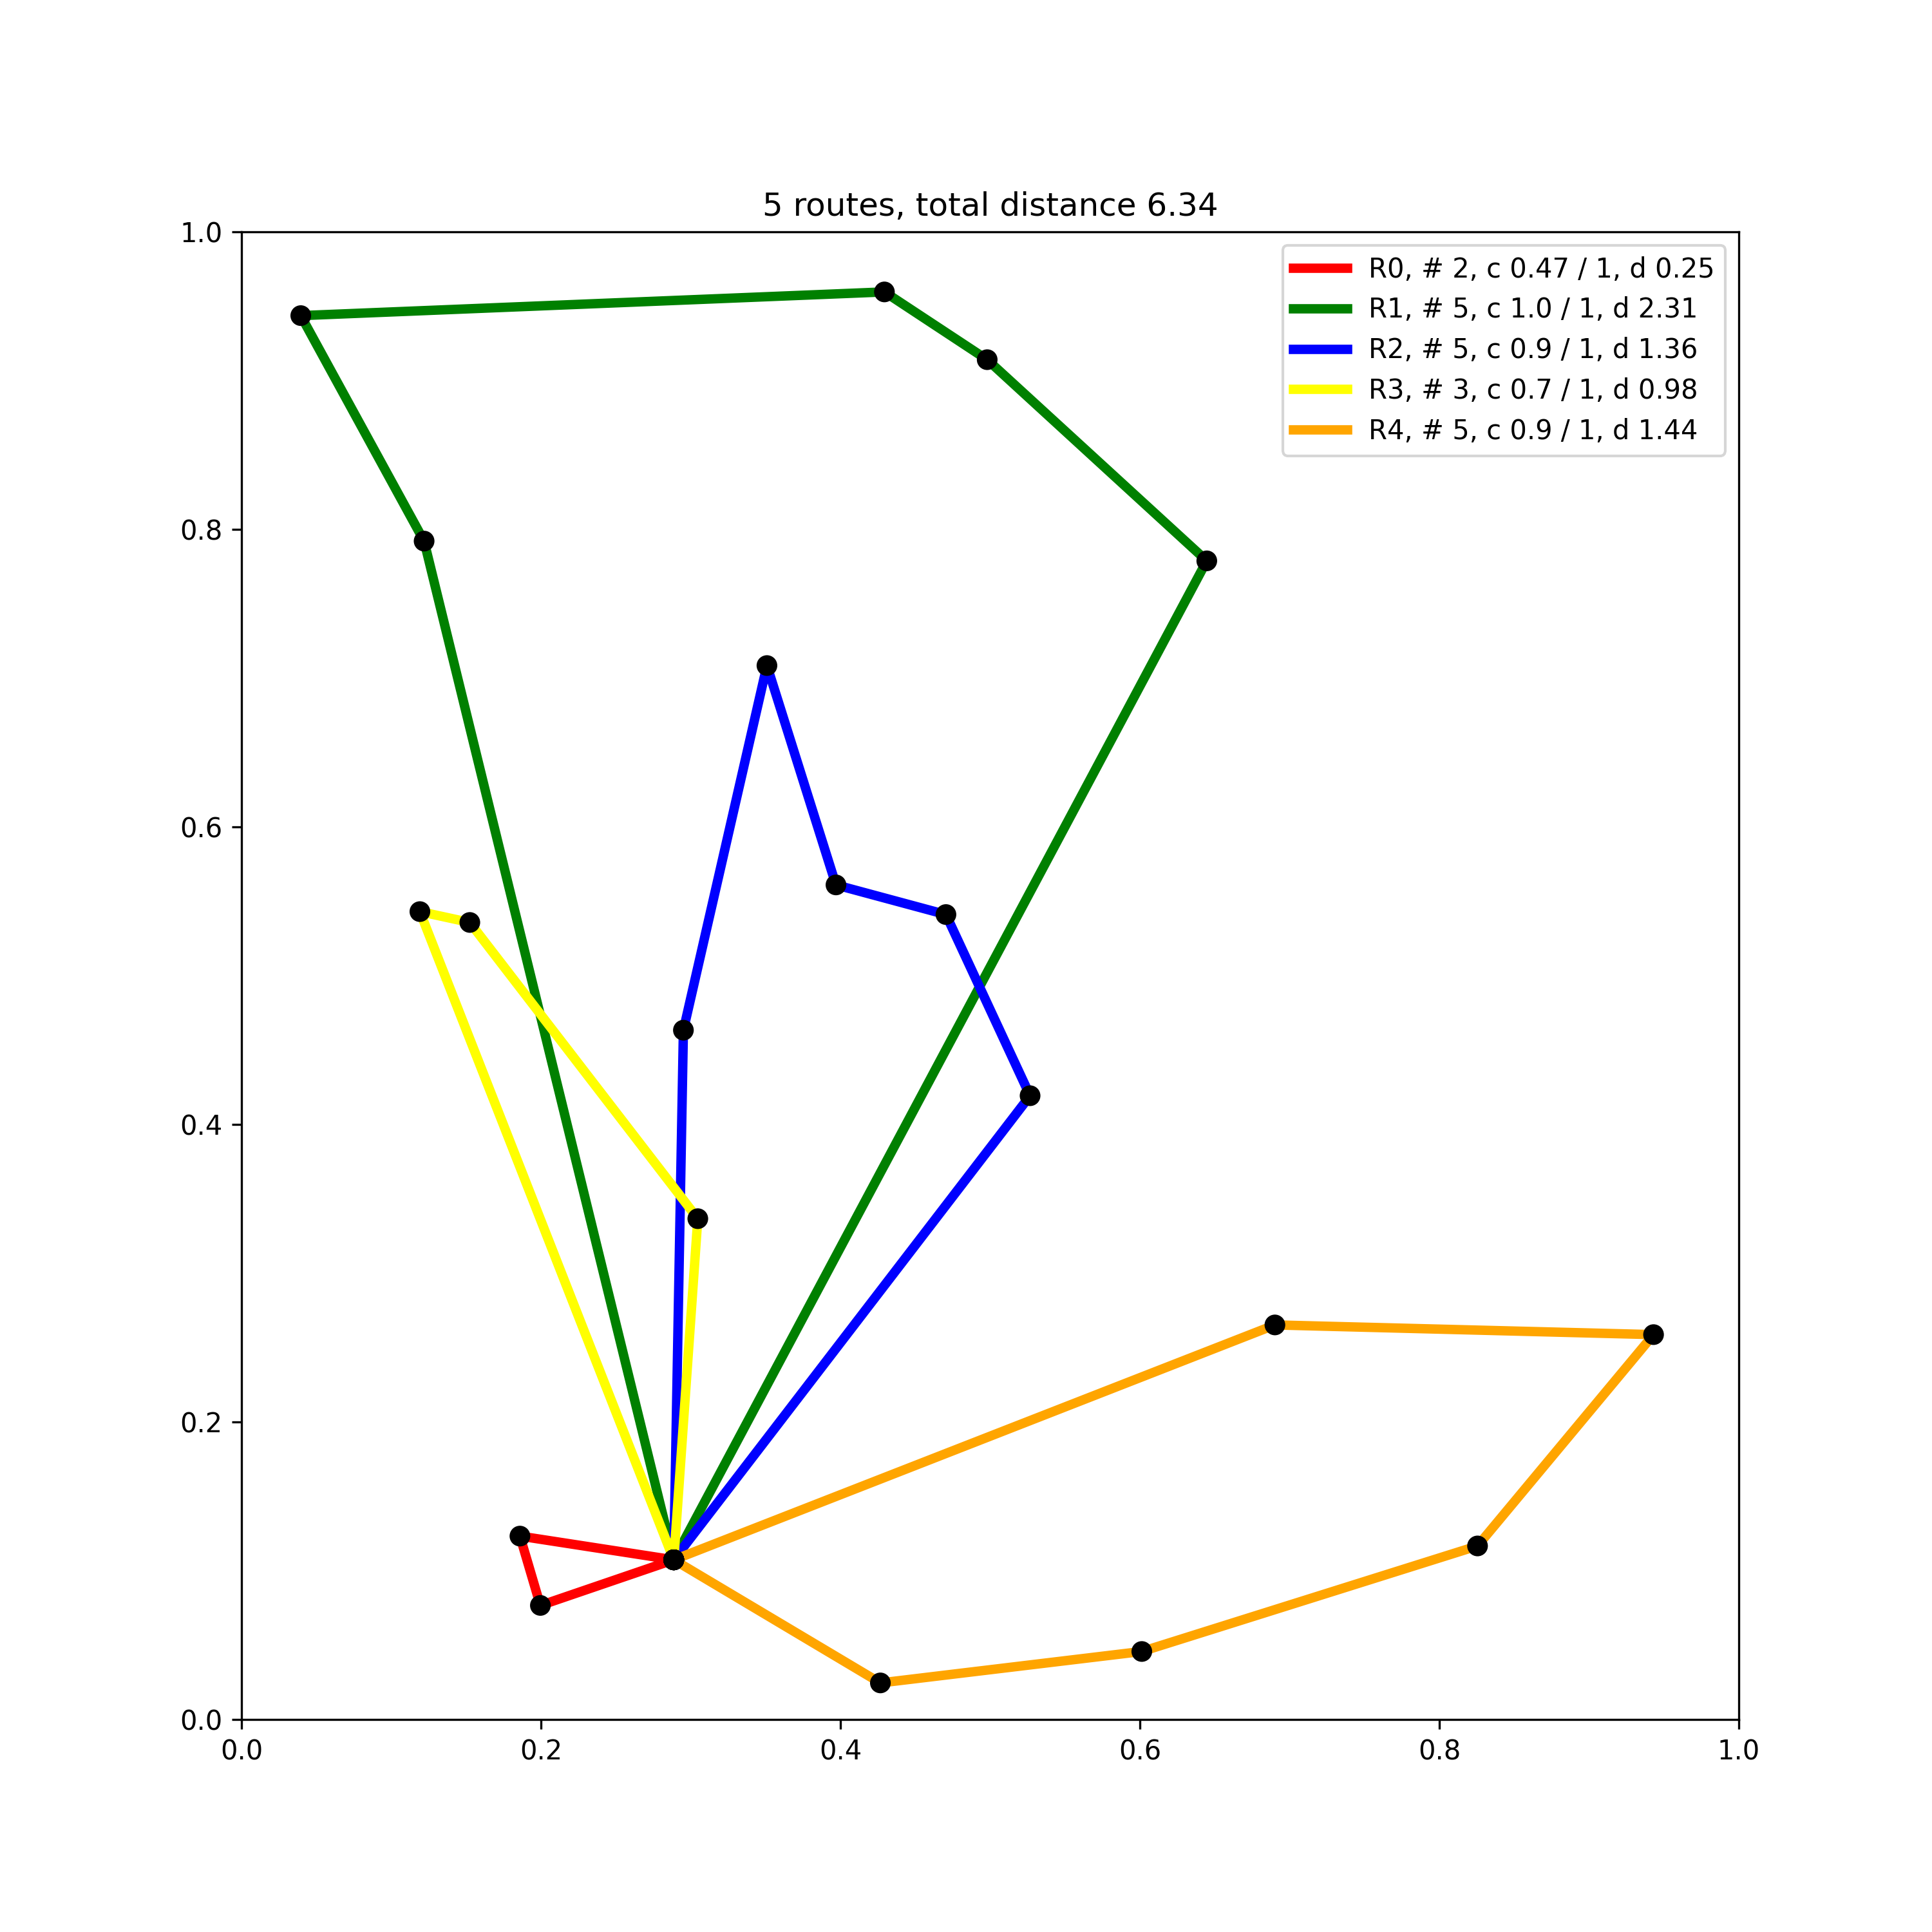 5 routes, total distance 6.34
1.0
0.8
0.6
0.4
0.2
0.0
0.0 0.2 0.4 0.6 0.8 1.0
R0, # 2, c 0.47 / 1, d 0.25
R1, # 5, c 1.0 / 1, d 2.31
R2, # 5, c 0.9 / 1, d 1.36
R3, # 3, c 0.7 / 1, d 0.98
R4, # 5, c 0.9 / 1, d 1.44